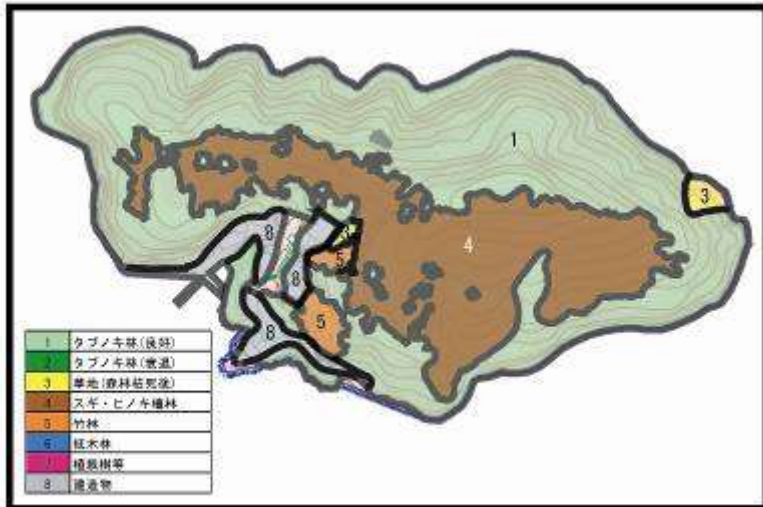 1
3
4
8
3
5
8
5
8
1 タブノキ林(良好)
2 タブノキ林(衰退)
3 草地(森林枯死後)
4 スギ・ヒノキ植林
5 竹林
6 低木林
7 植栽樹等
8 建造物